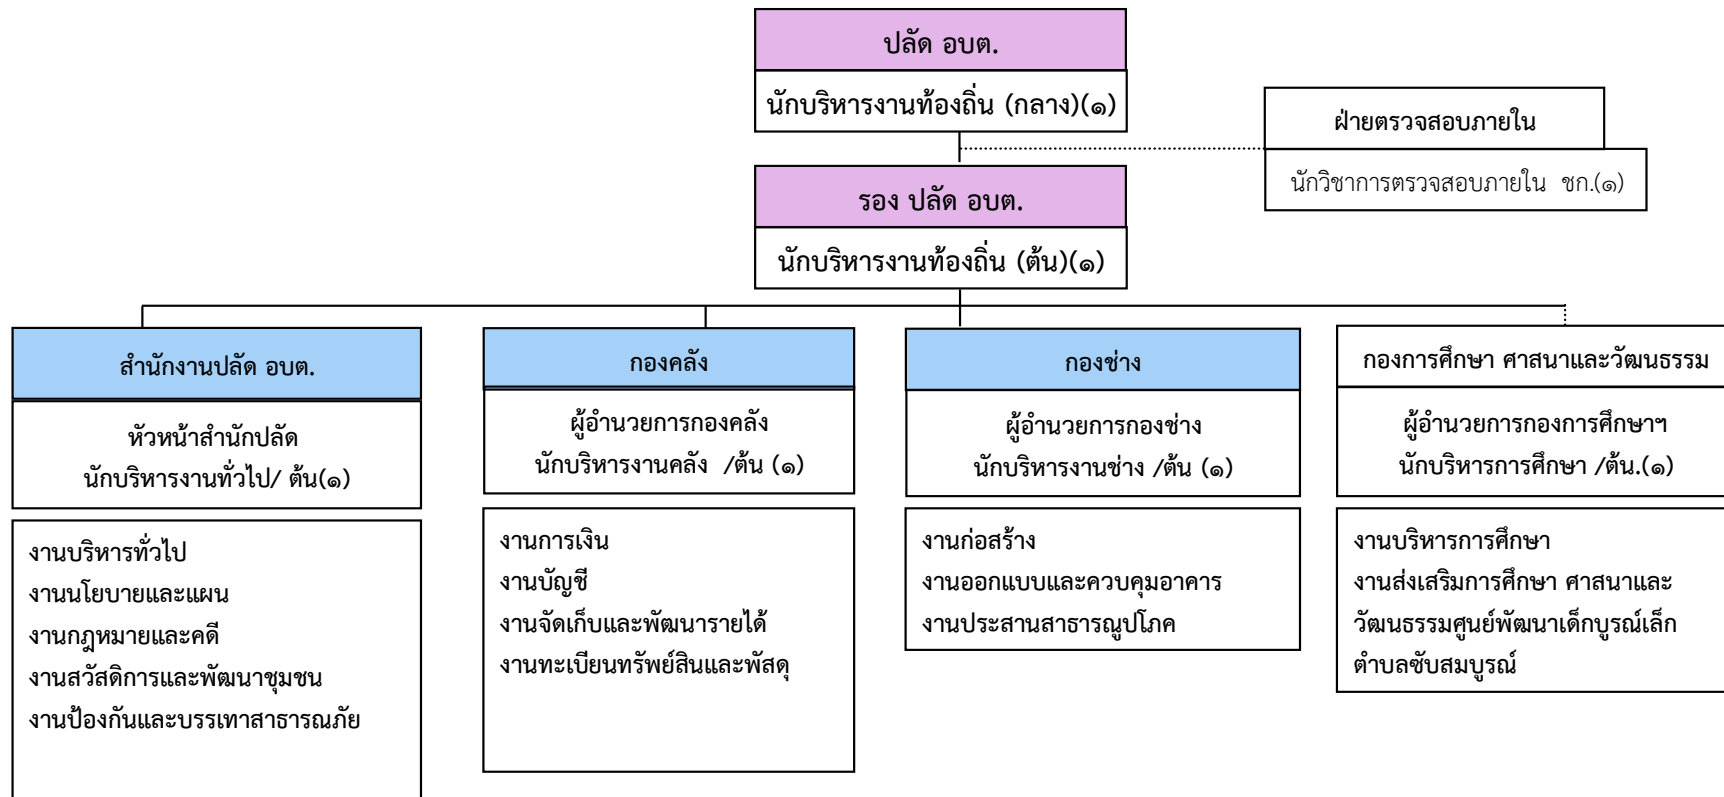 ปลัด อบต.
นักบริหารงานท้องถิ่น (กลาง)(๑)
ฝ่ายตรวจสอบภายใน
นักวิชาการตรวจสอบภายใน ชก.(๑)
รอง ปลัด อบต.
นักบริหารงานท้องถิ่น (ต้น)(๑)
สำนักงานปลัด อบต.
หัวหน้าสำนักปลัด
นักบริหารงานทั่วไป/ ต้น(๑)
งานบริหารทั่วไป
งานนโยบายและแผน
งานกฎหมายและคดี
งานสวัสดิการและพัฒนาชุมชน
งานป้องกันและบรรเทาสาธารณภัย
กองคลัง
ผู้อำนวยการกองคลัง
นักบริหารงานคลัง /ต้น (๑)
งานการเงิน
งานบัญชี
งานจัดเก็บและพัฒนารายได้
งานทะเบียนทรัพย์สินและพัสดุ
กองช่าง
ผู้อำนวยการกองช่าง
นักบริหารงานช่าง /ต้น (๑)
งานก่อสร้าง
งานออกแบบและควบคุมอาคาร
งานประสานสาธารณูปโภค
กองการศึกษา ศาสนาและวัฒนธรรม
ผู้อำนวยการกองการศึกษาฯ
นักบริหารการศึกษา /ต้น.(๑)
งานบริหารการศึกษา
งานส่งเสริมการศึกษา ศาสนาและ
วัฒนธรรมศูนย์พัฒนาเด็กบูรณ์เล็ก
ตำบลซับสมบูรณ์